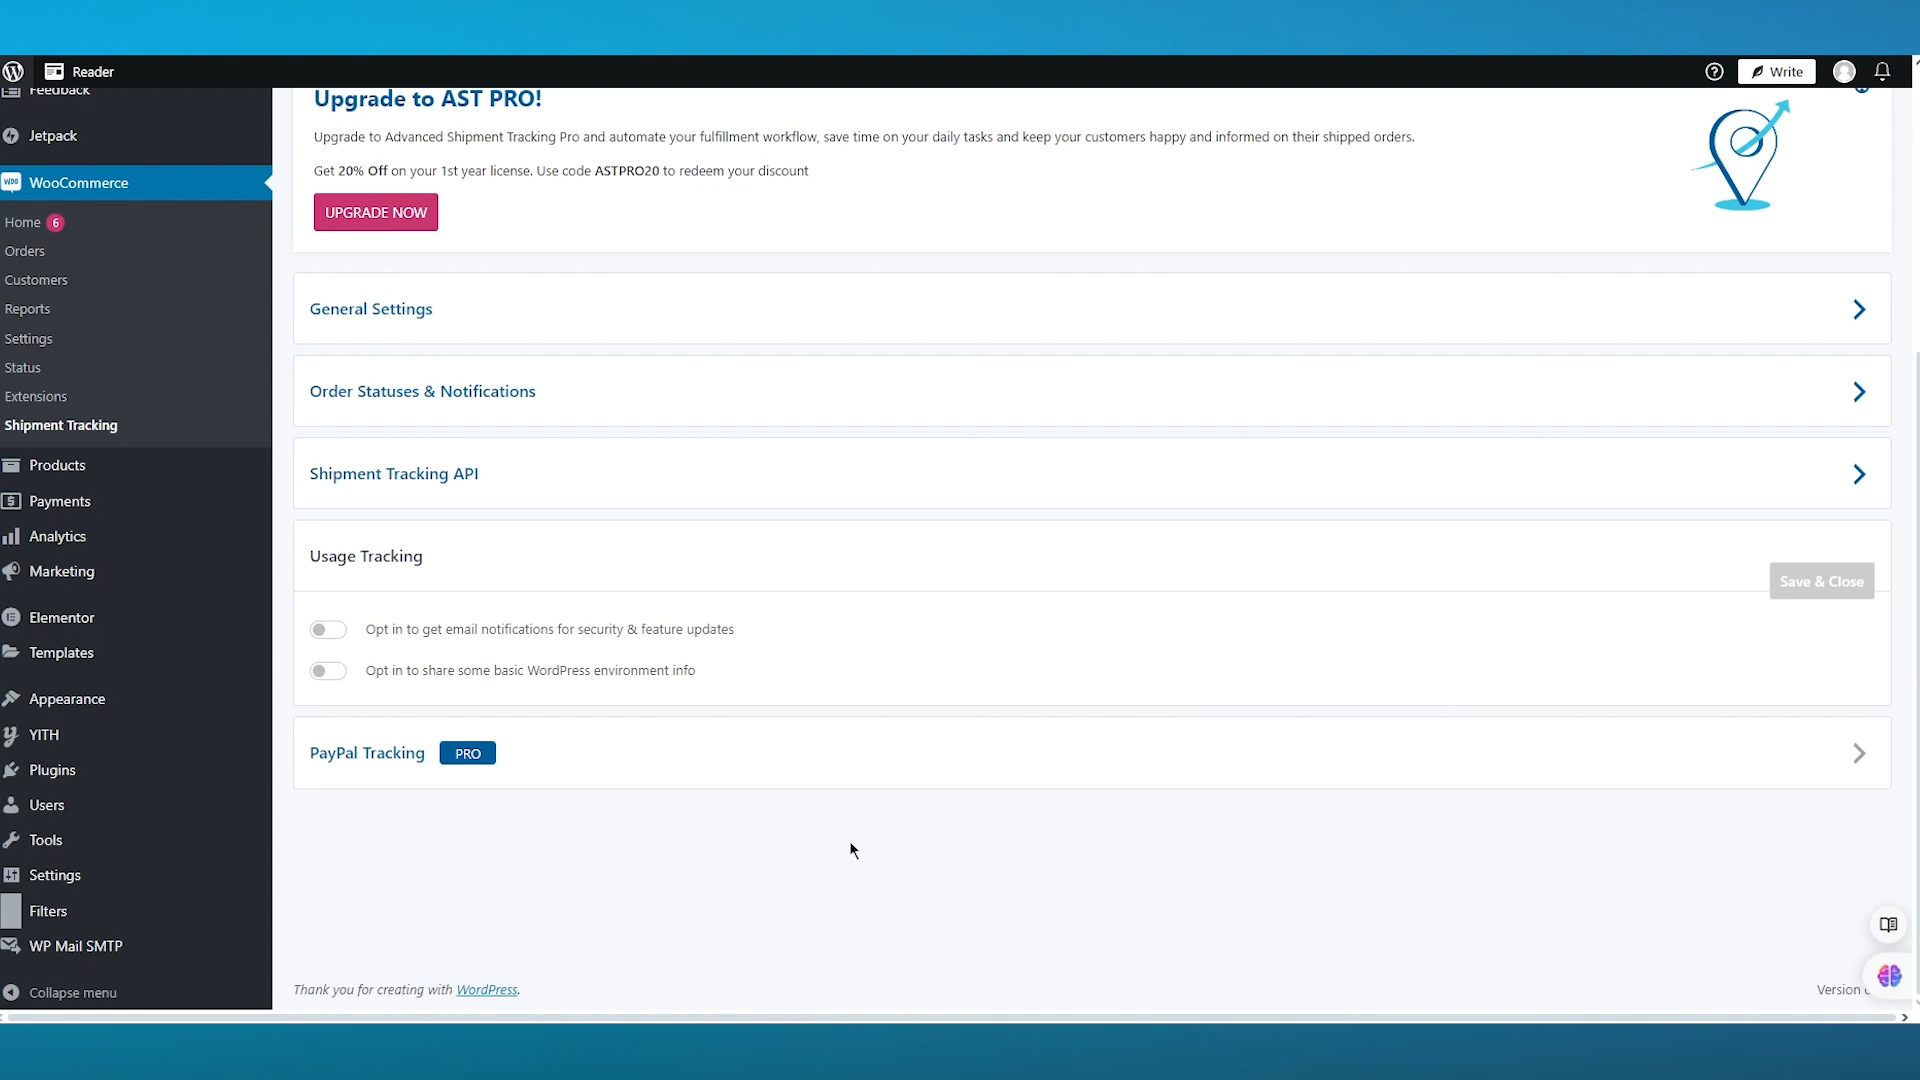 Reader
Write
Feedback
Jetpack
WooCommerce
Home 6
Orders
Customers
Reports
Settings
Status
Extensions
Shipment Tracking
Products
Payments
Analytics
Marketing
Elementor
Templates
Appearance
YITH
Plugins
Users
Tools
Settings
Filters
WP Mail SMTP
Collapse menu
Upgrade to AST PRO!
Upgrade to Advanced Shipment Tracking Pro and automate your fulfillment workflow, save time on your daily tasks and keep your customers happy and informed on their shipped orders.
Get 20% Off on your 1st year license. Use code ASTPRO20 to redeem your discount
UPGRADE NOW
General Settings
Order Statuses & Notifications
Shipment Tracking API
Usage Tracking
Save & Close
Opt in to get email notifications for security & feature updates
Opt in to share some basic WordPress environment info
PayPal Tracking PRO
Thank you for creating with WordPress.
Version